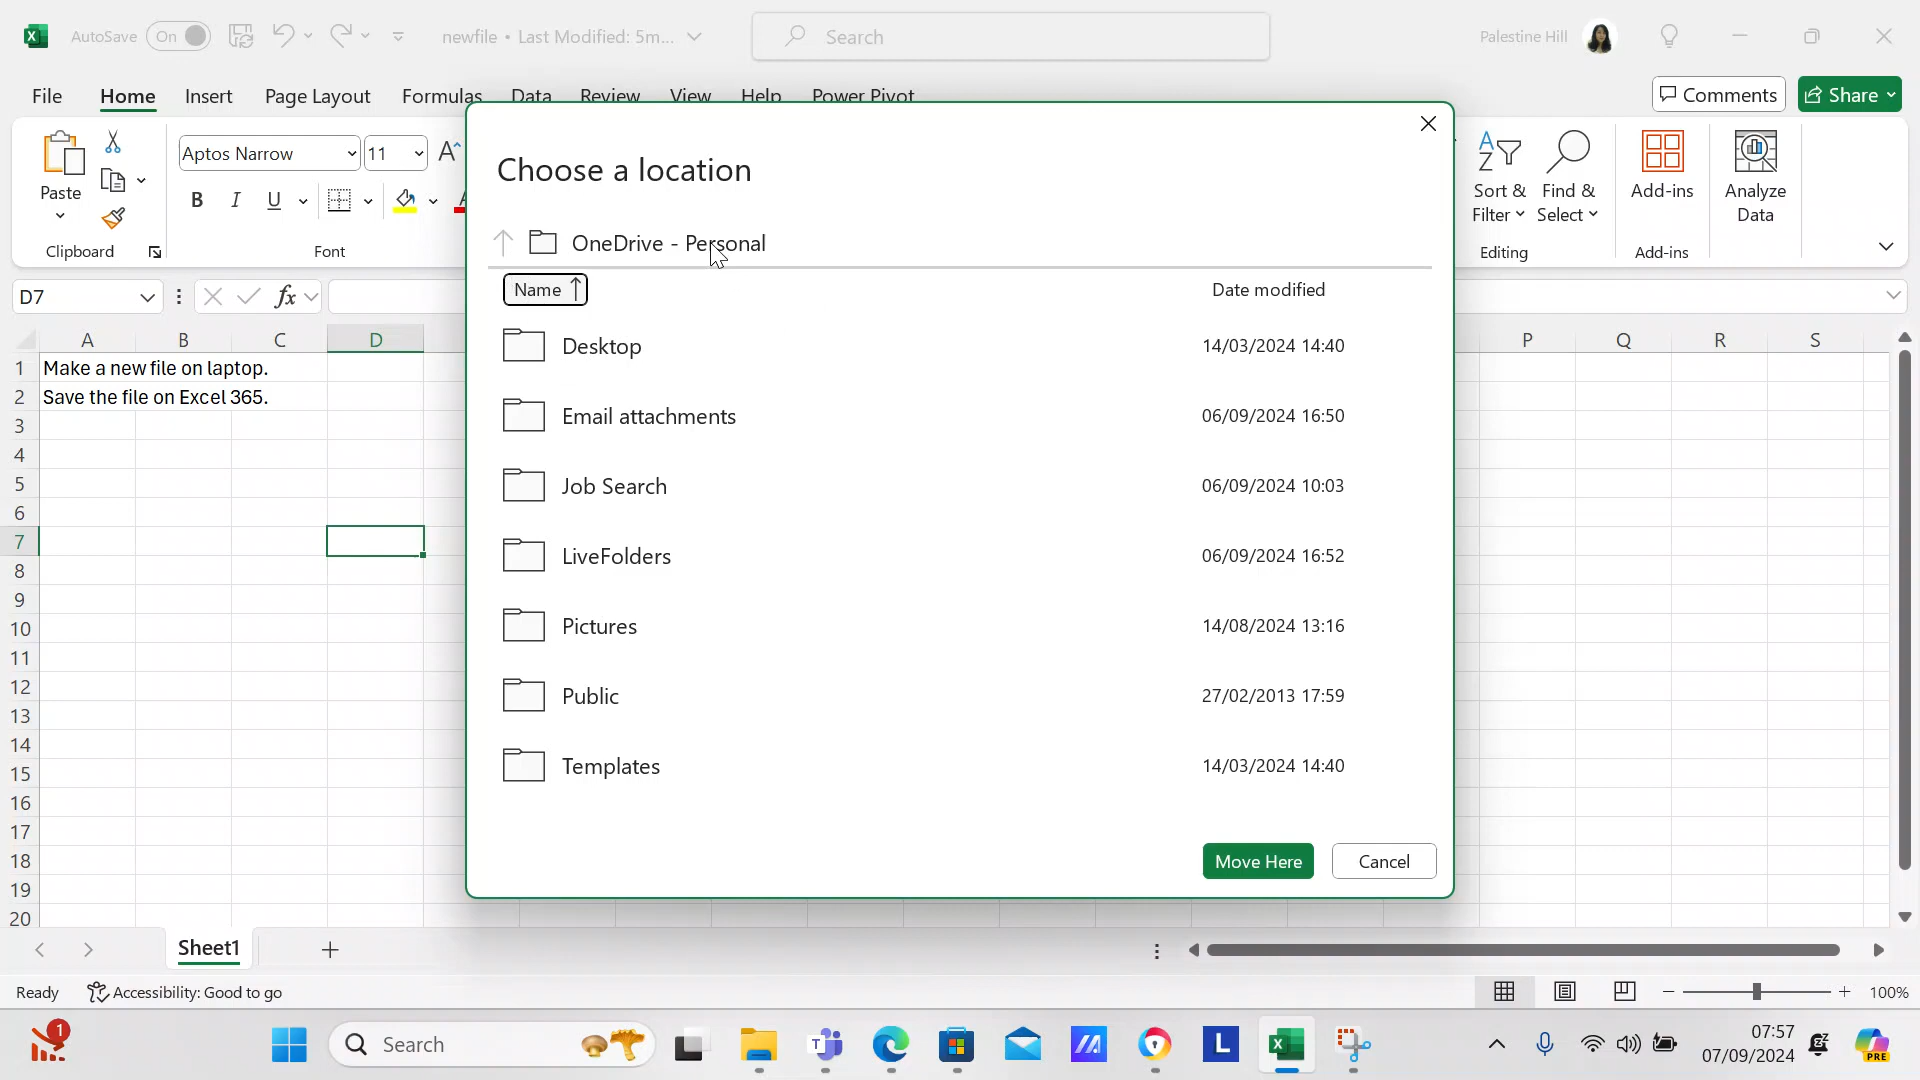 AutoSave On newfile • Last Modified: 5m... Search Palestine Hill
File Home Insert Page Layout Formulas Data Review View Help Power Pivot Comments Share
Paste Aptos Narrow 11 A Sort & Filter Find & Select Add-ins Analyze Data
B I U
Clipboard Font Editing Add-ins
D7 fx
A B C D P Q R S
1 Make a new file on laptop.
2 Save the file on Excel 365.
3
4
5
6
7
8
9
10
11
12
13
14
15
16
17
18
19
20
Choose a location
OneDrive - Personal
Name Date modified
Desktop 14/03/2024 14:40
Email attachments 06/09/2024 16:50
Job Search 06/09/2024 10:03
LiveFolders 06/09/2024 16:52
Pictures 14/08/2024 13:16
Public 27/02/2013 17:59
Templates 14/03/2024 14:40
Move Here Cancel
Sheet1
Ready Accessibility: Good to go 100%
1 Search L 07:57
07/09/2024 PRE